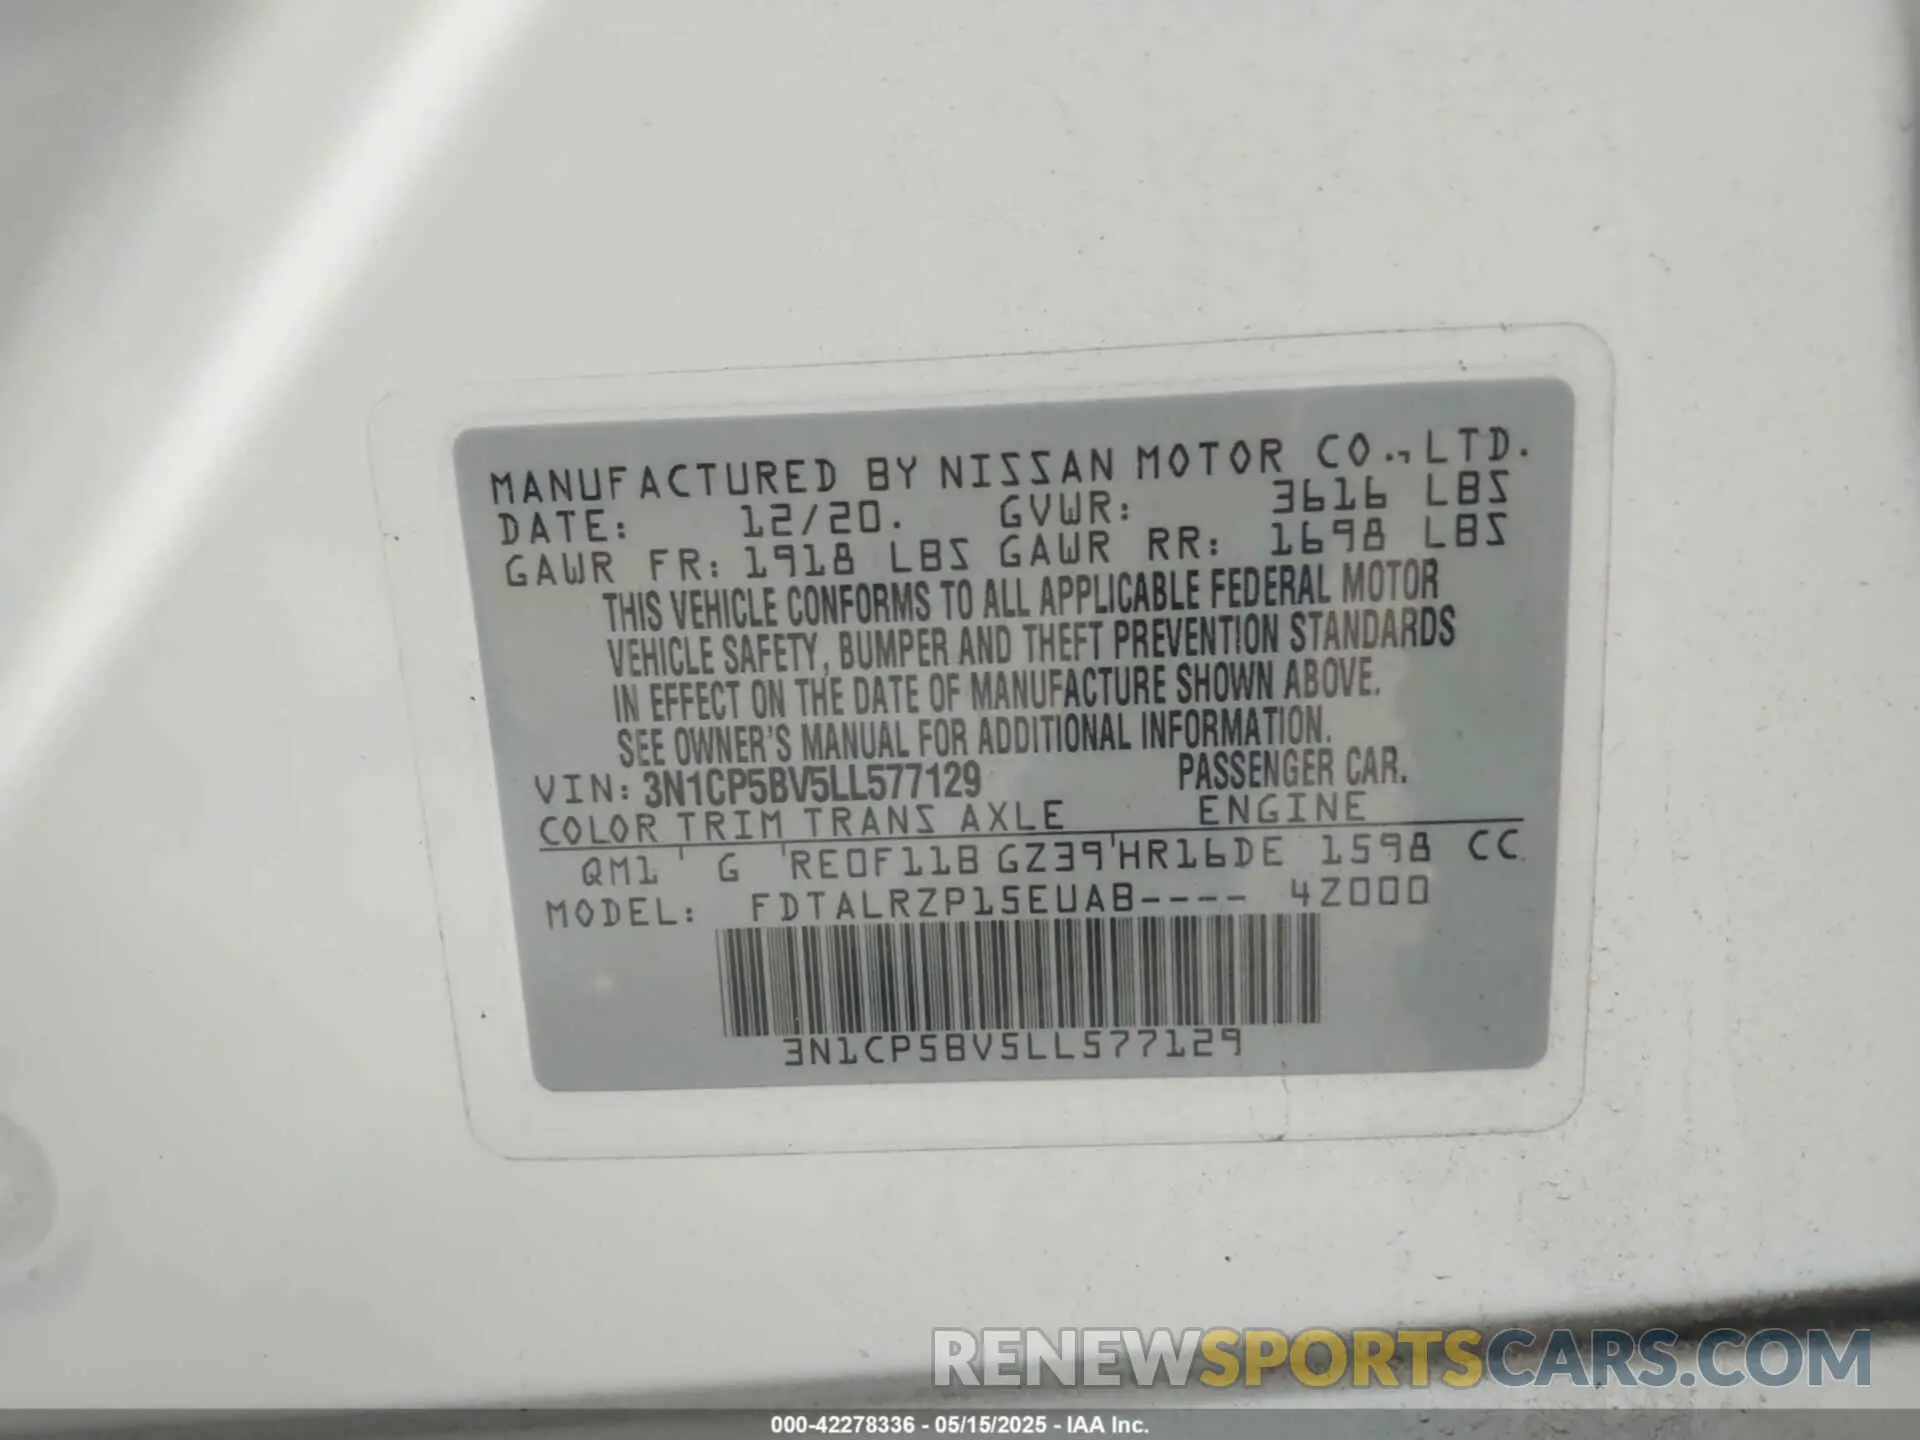 MANUFACTURED BY NISSAN MOTOR CO., LTD.
DATE: 12/20. GVWR: 3616 LBS
GAWR FR: 1918 LBS GAWR RR: 1698 LBS
THIS VEHICLE CONFORMS TO ALL APPLICABLE FEDERAL MOTOR
VEHICLE SAFETY, BUMPER AND THEFT PREVENTION STANDARDS
IN EFFECT ON THE DATE OF MANUFACTURE SHOWN ABOVE.
SEE OWNER'S MANUAL FOR ADDITIONAL INFORMATION.
VIN: 3N1CP5BV5LL577129 PASSENGER CAR.
COLOR TRIM TRANS AXLE ENGINE
QM1 ' G 'RE0F11B GZ39'HR16DE 1598 CC
MODEL: FDTALRZP15EUAB---- 4Z000
3N1CP5BV5LL577129
RENEWSPORTSCARS.COM
000-42278336 - 05/15/2025 - IAA Inc.